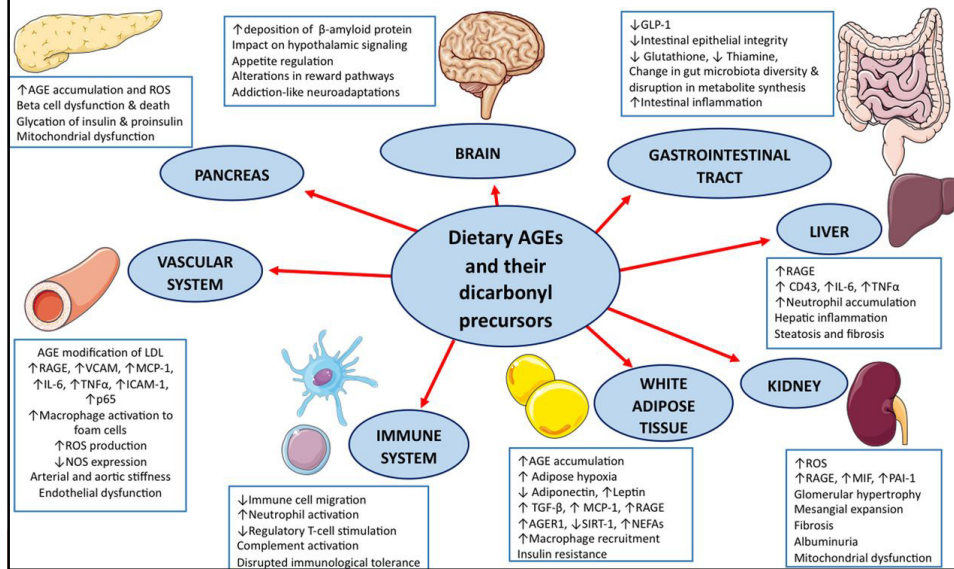 ↑AGE accumulation and ROS
Beta cell dysfunction & death
Glycation of insulin & proinsulin
Mitochondrial dysfunction
↑deposition of β-amyloid protein
Impact on hypothalamic signaling
Appetite regulation
Alterations in reward pathways
Addiction-like neuroadaptations
↓GLP-1
↓Intestinal epithelial integrity
↓ Glutathione, ↓ Thiamine,
Change in gut microbiota diversity &
disruption in metabolite synthesis
↑Intestinal inflammation
PANCREAS
BRAIN
GASTROINTESTINAL
TRACT
VASCULAR
SYSTEM
Dietary AGEs
and their
dicarbonyl
precursors
LIVER
↑RAGE
↑ CD43, ↑IL-6, ↑TNFα
↑Neutrophil accumulation
Hepatic inflammation
Steatosis and fibrosis
AGE modification of LDL
↑RAGE, ↑VCAM, ↑MCP-1,
↑IL-6, ↑TNFα, ↑ICAM-1,
↑p65
↑Macrophage activation to
foam cells
↑ROS production
↓NOS expression
Arterial and aortic stiffness
Endothelial dysfunction
IMMUNE
SYSTEM
↓Immune cell migration
↑Neutrophil activation
↓Regulatory T-cell stimulation
Complement activation
Disrupted immunological tolerance
WHITE
ADIPOSE
TISSUE
↑AGE accumulation
↑ Adipose hypoxia
↓ Adiponectin, ↑Leptin
↑ TGF-β, ↑ MCP-1, ↑RAGE
↑AGER1, ↓SIRT-1, ↑NEFAs
↑Macrophage recruitment
Insulin resistance
KIDNEY
↑ROS
↑RAGE, ↑MIF, ↑PAI-1
Glomerular hypertrophy
Mesangial expansion
Fibrosis
Albuminuria
Mitochondrial dysfunction